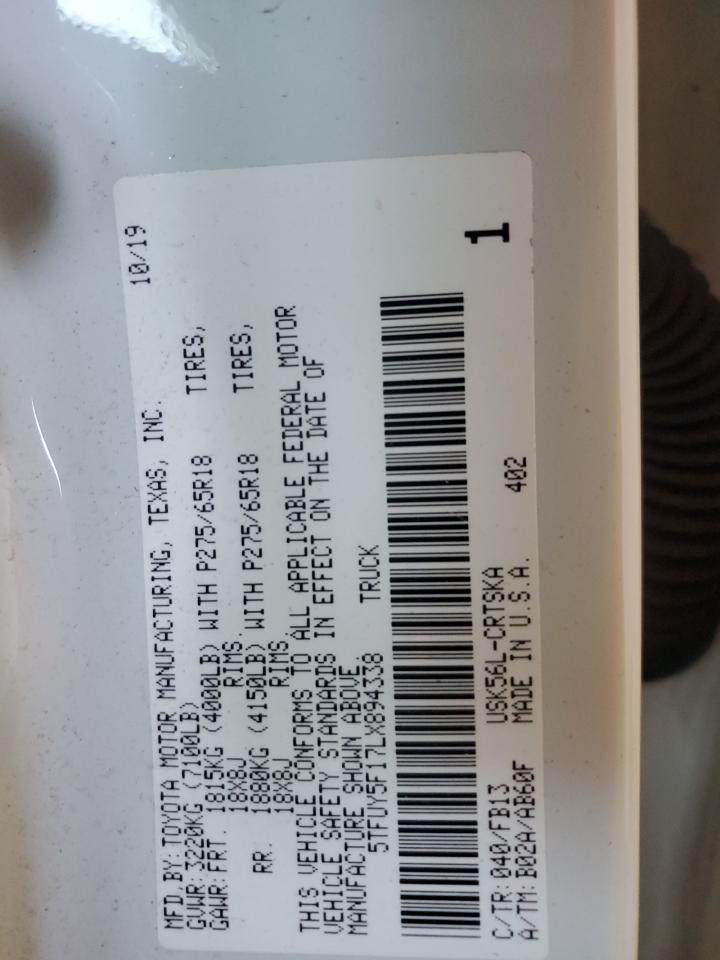 MFD. BY: TOYOTA MOTOR MANUFACTURING, TEXAS, INC. 10/19
GVWR: 3220KG (7100LB)
GAWR: FRT. 1815KG (4000LB) WITH P275/65R18 TIRES,
18X8J RIMS.
RR. 1880KG (4150LB) WITH P275/65R18 TIRES,
18X8J RIMS
THIS VEHICLE CONFORMS TO ALL APPLICABLE FEDERAL MOTOR
VEHICLE SAFETY STANDARDS IN EFFECT ON THE DATE OF
MANUFACTURE SHOWN ABOVE
5TFUY5F17LX894338 TRUCK
C/TR: 040/FB13 USK56L-CRTSKA 402 1
A/TM: B02A/AB60F MADE IN U.S.A.